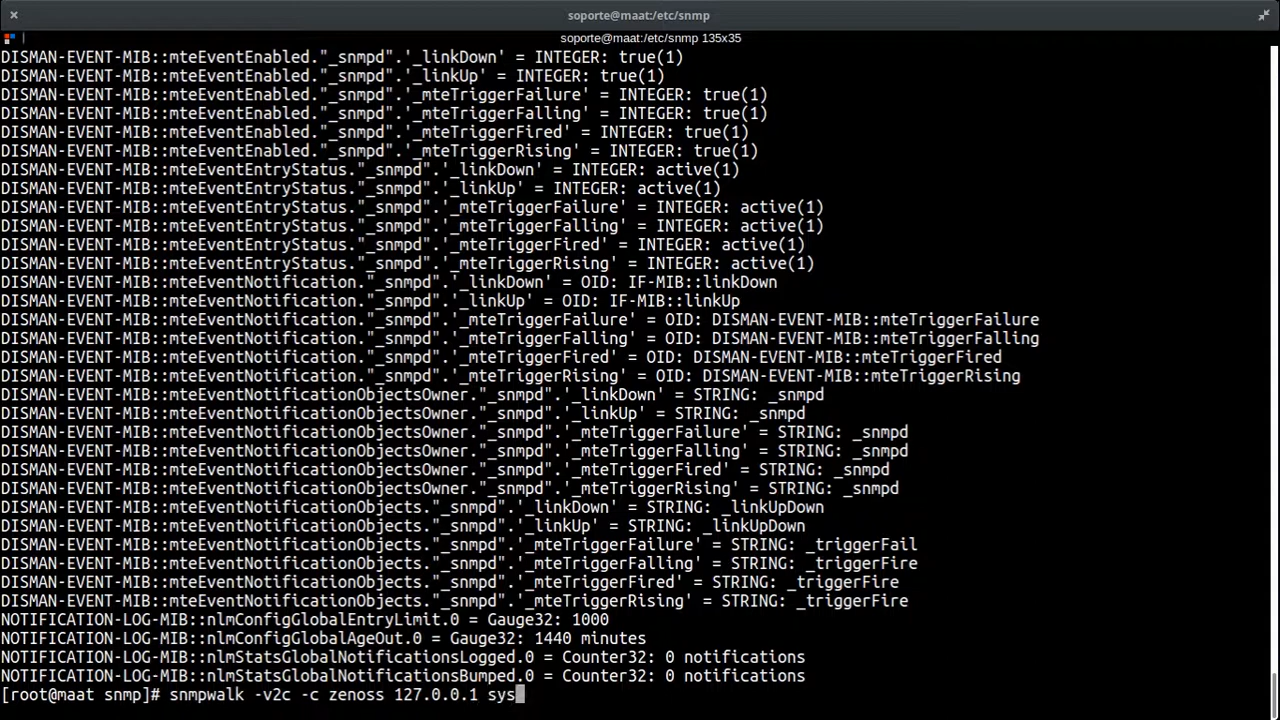 soporte@maat:/etc/snmp
soporte@maat:/etc/snmp 135x35
DISMAN-EVENT-MIB::mteEventEnabled."_snmpd".'_linkDown' = INTEGER: true(1)
DISMAN-EVENT-MIB::mteEventEnabled."_snmpd".'_linkUp' = INTEGER: true(1)
DISMAN-EVENT-MIB::mteEventEnabled."_snmpd".'_mteTriggerFailure' = INTEGER: true(1)
DISMAN-EVENT-MIB::mteEventEnabled."_snmpd".'_mteTriggerFalling' = INTEGER: true(1)
DISMAN-EVENT-MIB::mteEventEnabled."_snmpd".'_mteTriggerFired' = INTEGER: true(1)
DISMAN-EVENT-MIB::mteEventEnabled."_snmpd".'_mteTriggerRising' = INTEGER: true(1)
DISMAN-EVENT-MIB::mteEventEntryStatus."_snmpd".'_linkDown' = INTEGER: active(1)
DISMAN-EVENT-MIB::mteEventEntryStatus."_snmpd".'_linkUp' = INTEGER: active(1)
DISMAN-EVENT-MIB::mteEventEntryStatus."_snmpd".'_mteTriggerFailure' = INTEGER: active(1)
DISMAN-EVENT-MIB::mteEventEntryStatus."_snmpd".'_mteTriggerFalling' = INTEGER: active(1)
DISMAN-EVENT-MIB::mteEventEntryStatus."_snmpd".'_mteTriggerFired' = INTEGER: active(1)
DISMAN-EVENT-MIB::mteEventEntryStatus."_snmpd".'_mteTriggerRising' = INTEGER: active(1)
DISMAN-EVENT-MIB::mteEventNotification."_snmpd".'_linkDown' = OID: IF-MIB::linkDown
DISMAN-EVENT-MIB::mteEventNotification."_snmpd".'_linkUp' = OID: IF-MIB::linkUp
DISMAN-EVENT-MIB::mteEventNotification."_snmpd".'_mteTriggerFailure' = OID: DISMAN-EVENT-MIB::mteTriggerFailure
DISMAN-EVENT-MIB::mteEventNotification."_snmpd".'_mteTriggerFalling' = OID: DISMAN-EVENT-MIB::mteTriggerFalling
DISMAN-EVENT-MIB::mteEventNotification."_snmpd".'_mteTriggerFired' = OID: DISMAN-EVENT-MIB::mteTriggerFired
DISMAN-EVENT-MIB::mteEventNotification."_snmpd".'_mteTriggerRising' = OID: DISMAN-EVENT-MIB::mteTriggerRising
DISMAN-EVENT-MIB::mteEventNotificationObjectsOwner."_snmpd".'_linkDown' = STRING: _snmpd
DISMAN-EVENT-MIB::mteEventNotificationObjectsOwner."_snmpd".'_linkUp' = STRING: _snmpd
DISMAN-EVENT-MIB::mteEventNotificationObjectsOwner."_snmpd".'_mteTriggerFailure' = STRING: _snmpd
DISMAN-EVENT-MIB::mteEventNotificationObjectsOwner."_snmpd".'_mteTriggerFalling' = STRING: _snmpd
DISMAN-EVENT-MIB::mteEventNotificationObjectsOwner."_snmpd".'_mteTriggerFired' = STRING: _snmpd
DISMAN-EVENT-MIB::mteEventNotificationObjectsOwner."_snmpd".'_mteTriggerRising' = STRING: _snmpd
DISMAN-EVENT-MIB::mteEventNotificationObjects."_snmpd".'_linkDown' = STRING: _linkUpDown
DISMAN-EVENT-MIB::mteEventNotificationObjects."_snmpd".'_linkUp' = STRING: _linkUpDown
DISMAN-EVENT-MIB::mteEventNotificationObjects."_snmpd".'_mteTriggerFailure' = STRING: _triggerFail
DISMAN-EVENT-MIB::mteEventNotificationObjects."_snmpd".'_mteTriggerFalling' = STRING: _triggerFire
DISMAN-EVENT-MIB::mteEventNotificationObjects."_snmpd".'_mteTriggerFired' = STRING: _triggerFire
DISMAN-EVENT-MIB::mteEventNotificationObjects."_snmpd".'_mteTriggerRising' = STRING: _triggerFire
NOTIFICATION-LOG-MIB::nlmConfigGlobalEntryLimit.0 = Gauge32: 1000
NOTIFICATION-LOG-MIB::nlmConfigGlobalAgeOut.0 = Gauge32: 1440 minutes
NOTIFICATION-LOG-MIB::nlmStatsGlobalNotificationsLogged.0 = Counter32: 0 notifications
NOTIFICATION-LOG-MIB::nlmStatsGlobalNotificationsBumped.0 = Counter32: 0 notifications
[root@maat snmp]# snmpwalk -v2c -c zenoss 127.0.0.1 sys